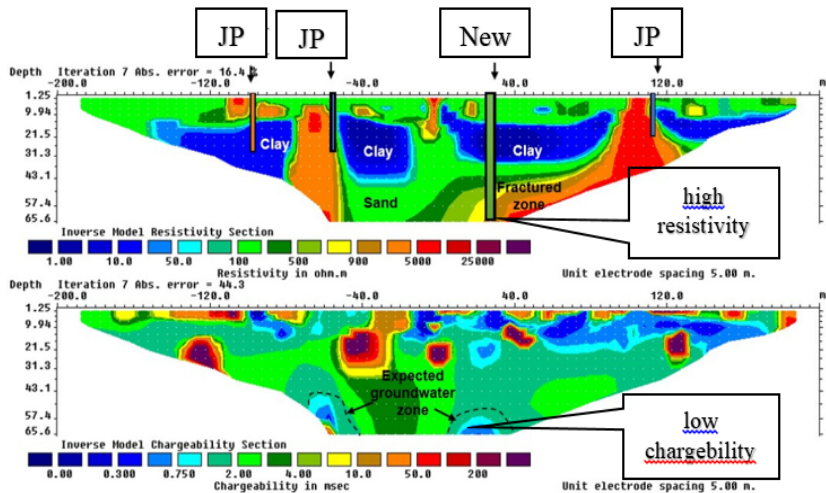 JP
JP
New
JP
Depth Iteration 7 Abs. error = 16.4
m
-200.0 -120.0 -40.0 40.0 120.0
1.25
9.94
21.5
31.3
43.1
57.4
65.6
Clay
Clay
Clay
Sand
Fractured
zone
high
resistivity
Inverse Model Resistivity Section
1.00 10.0 50.0 100 500 900 5000 25000
Resistivity in ohm.m
Unit electrode spacing 5.00 m.
Depth Iteration 7 Abs. error = 44.3
m
-200.0 -120.0 -40.0 40.0 120.0
1.25
9.94
21.5
31.3
43.1
57.4
65.6
Expected
groundwater
zone
low
chargebility
Inverse Model Chargeability Section
0.00 0.300 0.750 2.00 4.00 10.0 50.0 200
Chargeability in msec
Unit electrode spacing 5.00 m.